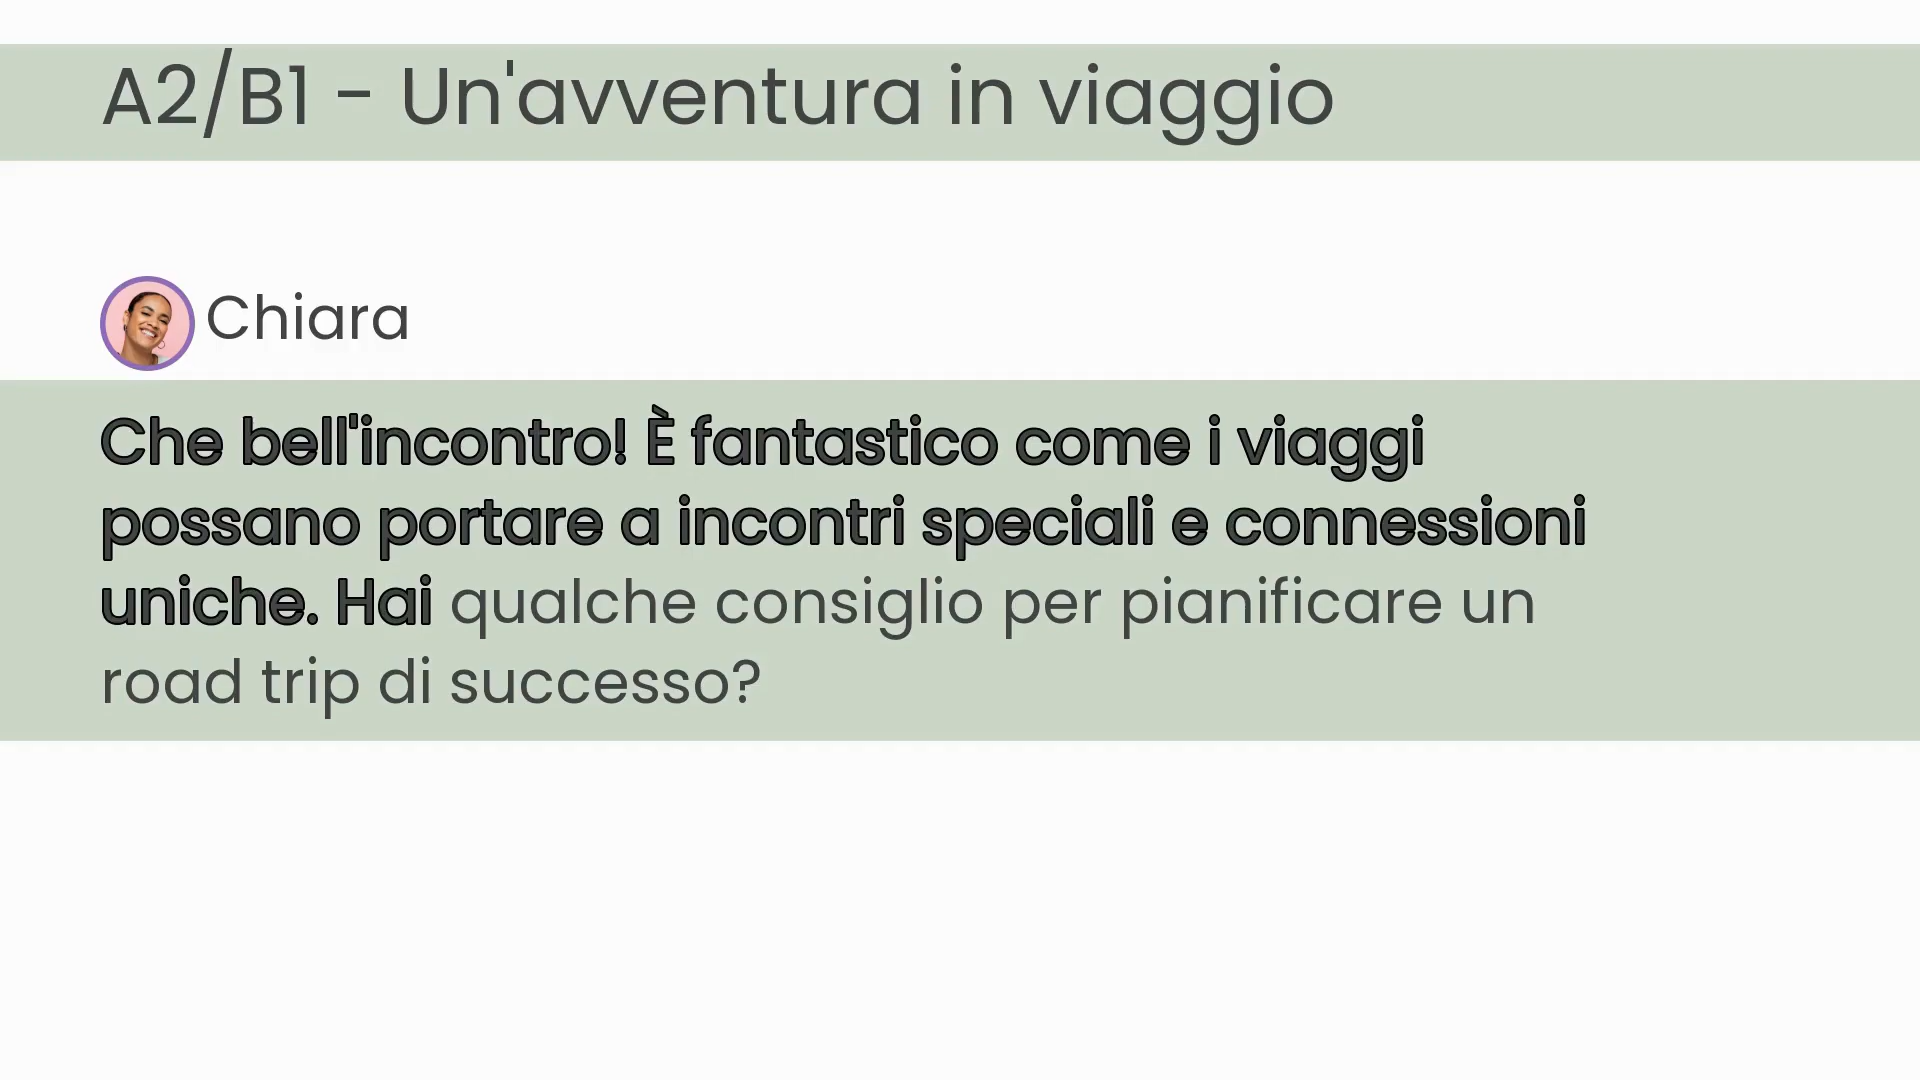 A2/B1 - Un'avventura in viaggio
Chiara
Che bell'incontro! È fantastico come i viaggi
possano portare a incontri speciali e connessioni
uniche. Hai qualche consiglio per pianificare un
road trip di successo?